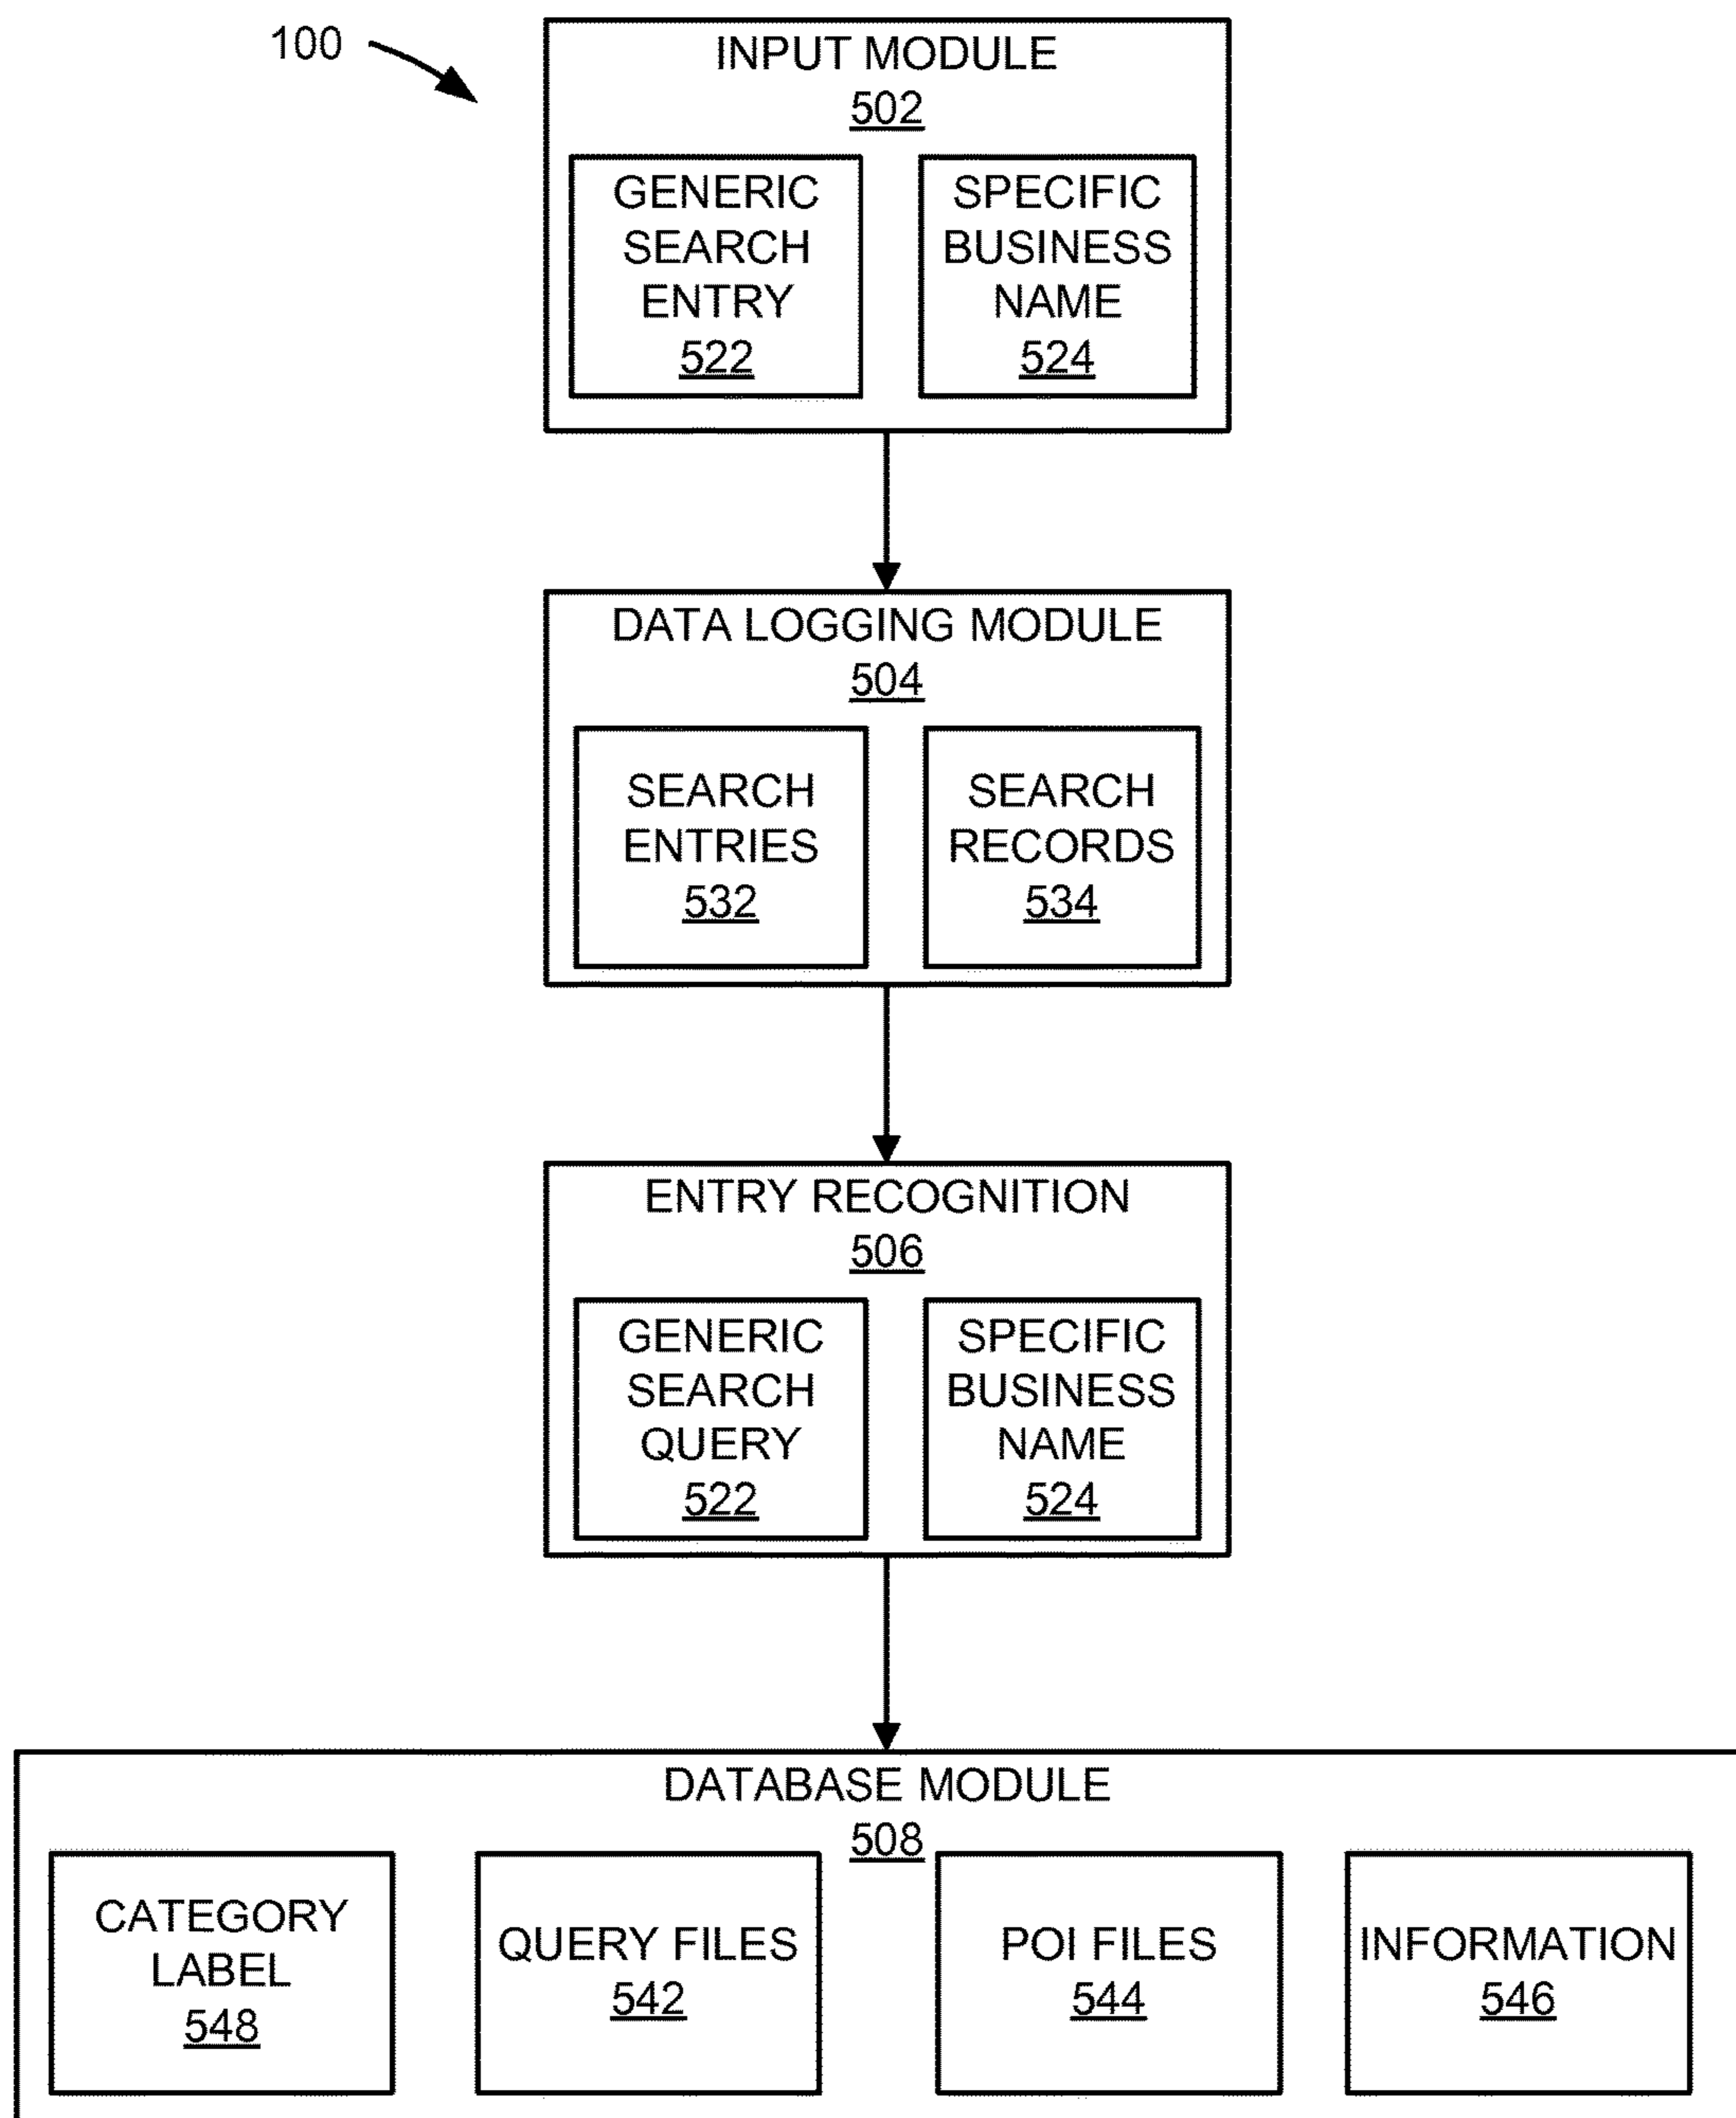 100
INPUT MODULE
502
GENERIC
SEARCH
ENTRY
522
SPECIFIC
BUSINESS
NAME
524
DATA LOGGING MODULE
504
SEARCH
ENTRIES
532
SEARCH
RECORDS
534
ENTRY RECOGNITION
506
GENERIC
SEARCH
QUERY
522
SPECIFIC
BUSINESS
NAME
524
DATABASE MODULE
508
CATEGORY
LABEL
548
QUERY FILES
542
POI FILES
544
INFORMATION
546